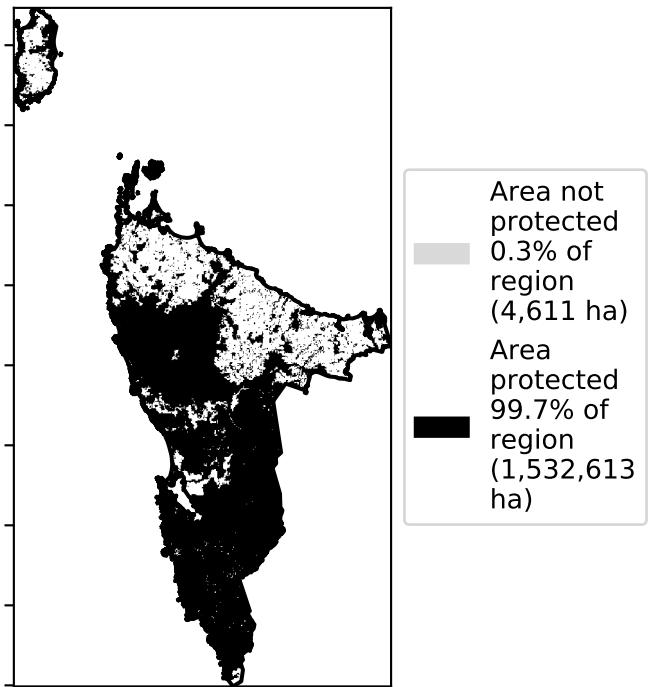 Area not
protected
0.3% of
region
(4,611 ha)
Area
protected
99.7% of
region
(1,532,613
ha)